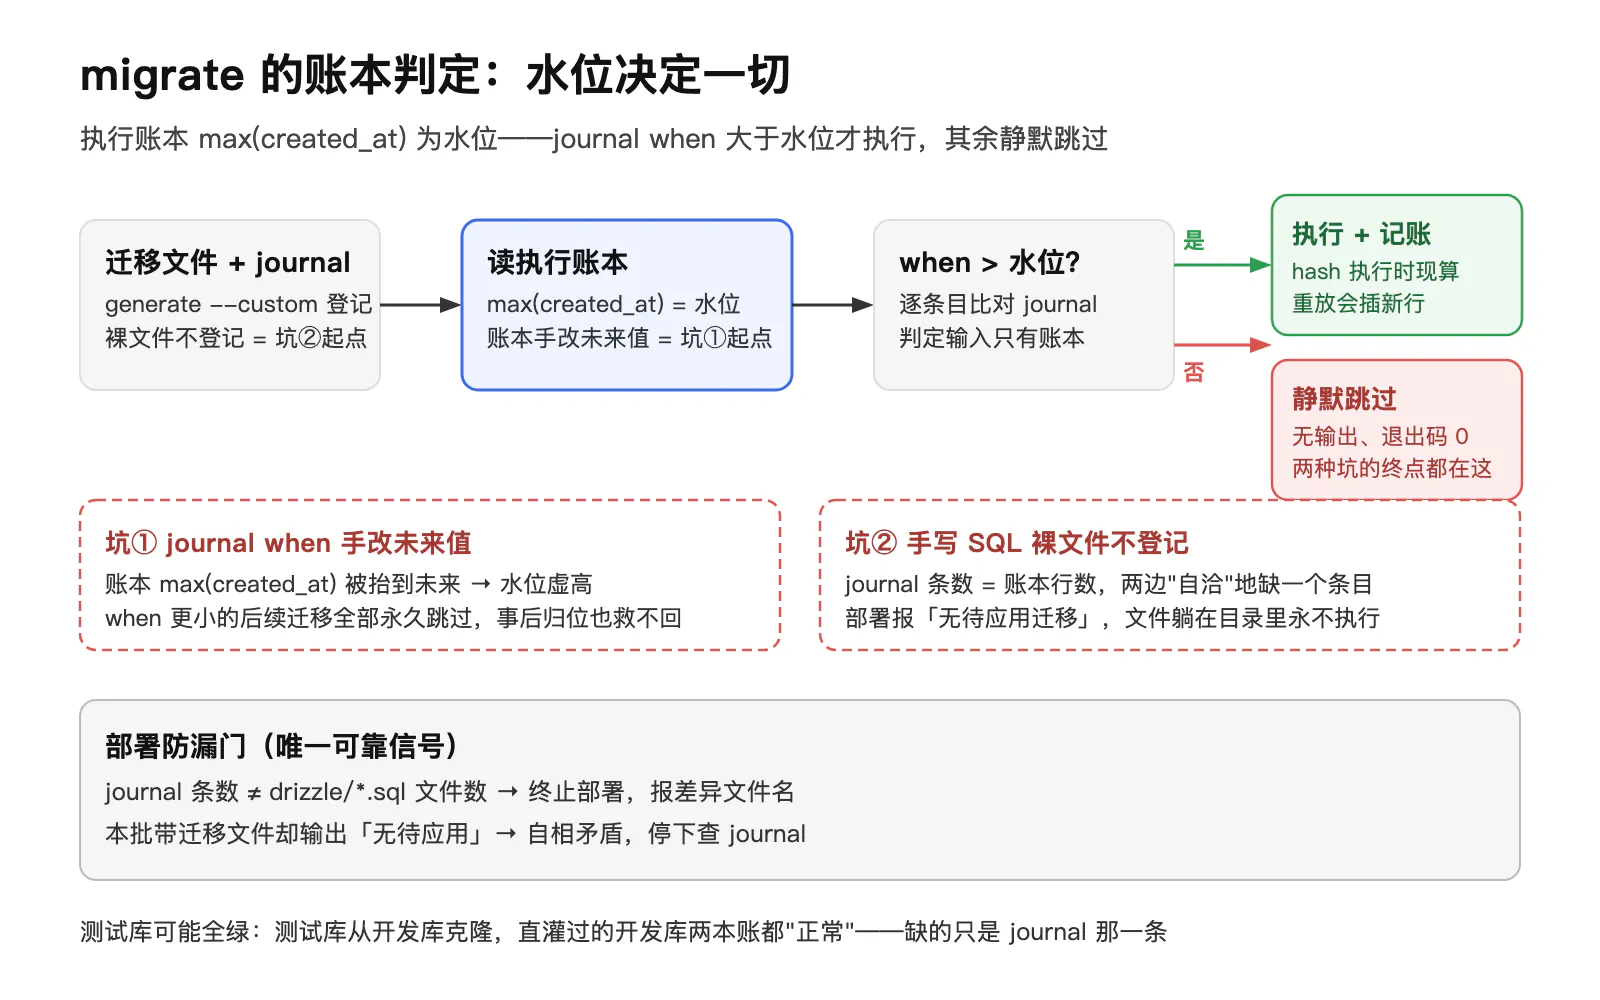 migrate 的账本判定：水位决定一切
执行账本 max(created_at) 为水位——journal when 大于水位才执行，其余静默跳过
迁移文件 + journal
generate --custom 登记
裸文件不登记 = 坑②起点
读执行账本
max(created_at) = 水位
账本手改未来值 = 坑①起点
when > 水位?
逐条目比对 journal
判定输入只有账本
是
否
执行 + 记账
hash 执行时现算
重放会插新行
静默跳过
无输出、退出码 0
两种坑的终点都在这
坑① journal when 手改未来值
账本 max(created_at) 被抬到未来 → 水位虚高
when 更小的后续迁移全部永久跳过，事后归位也救不回
坑② 手写 SQL 裸文件不登记
journal 条数 = 账本行数，两边"自洽"地缺一个条目
部署报「无待应用迁移」，文件躺在目录里永不执行
部署防漏门（唯一可靠信号）
journal 条数 ≠ drizzle/*.sql 文件数 → 终止部署，报差异文件名
本批带迁移文件却输出「无待应用」→ 自相矛盾，停下查 journal
测试库可能全绿：测试库从开发库克隆，直灌过的开发库两本账都"正常"——缺的只是 journal 那一条